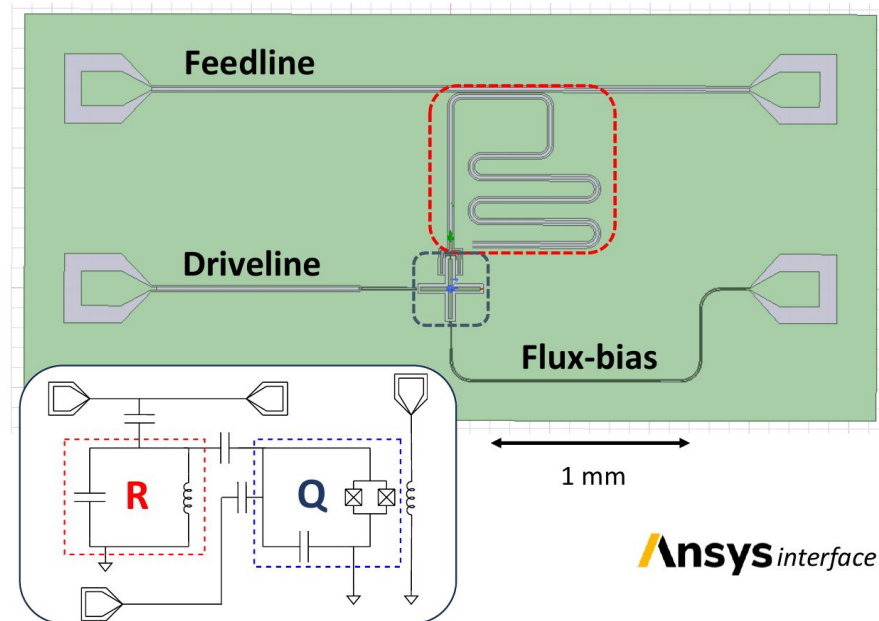 Feedline
Driveline
Flux-bias
R
Q
1 mm
Ansys interface